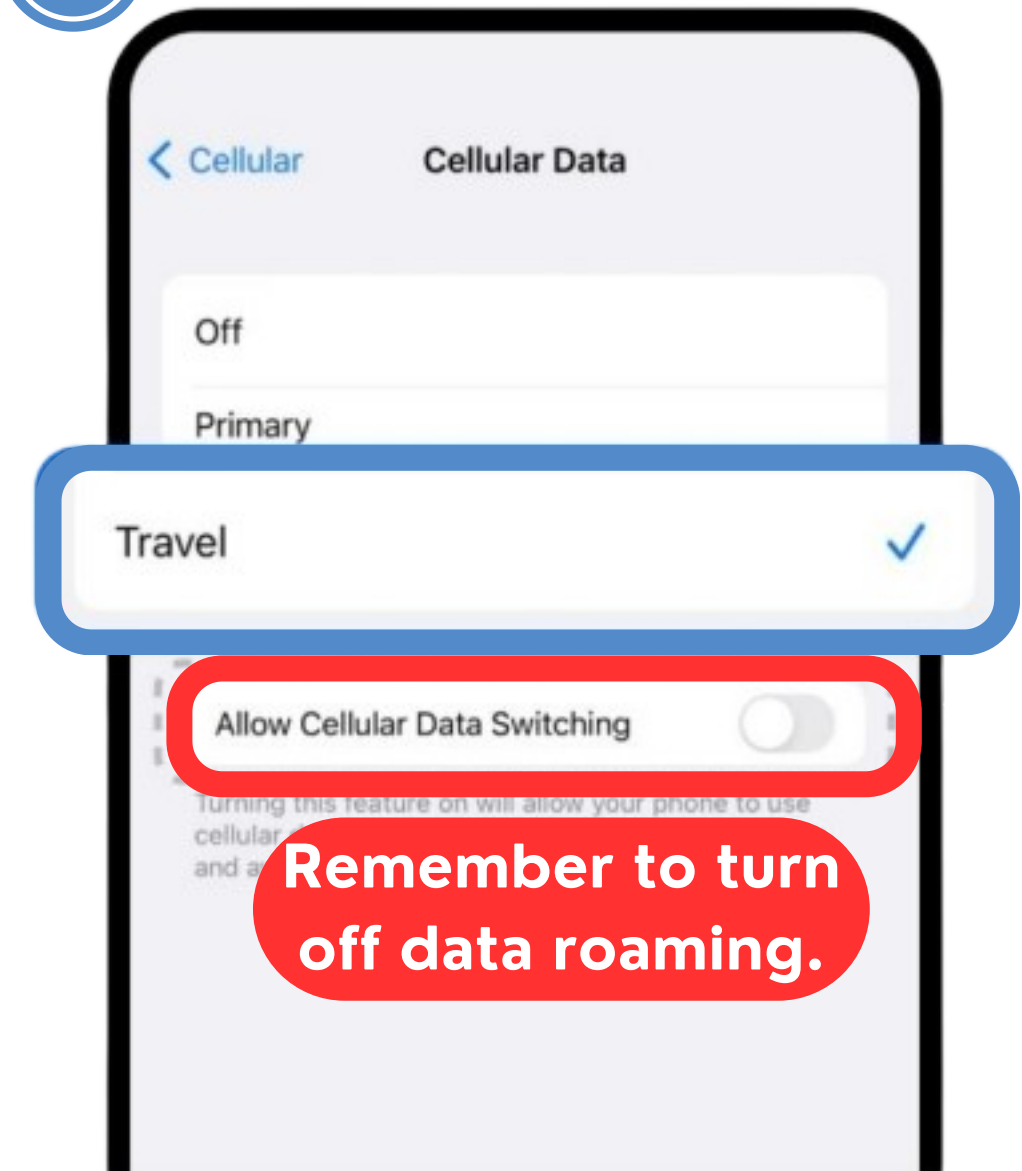 Cellular
Cellular Data
Off
Primary
Travel
Allow Cellular Data Switching
Turning this feature on will allow your phone to use
cellular
and
Remember to turn
off data roaming.